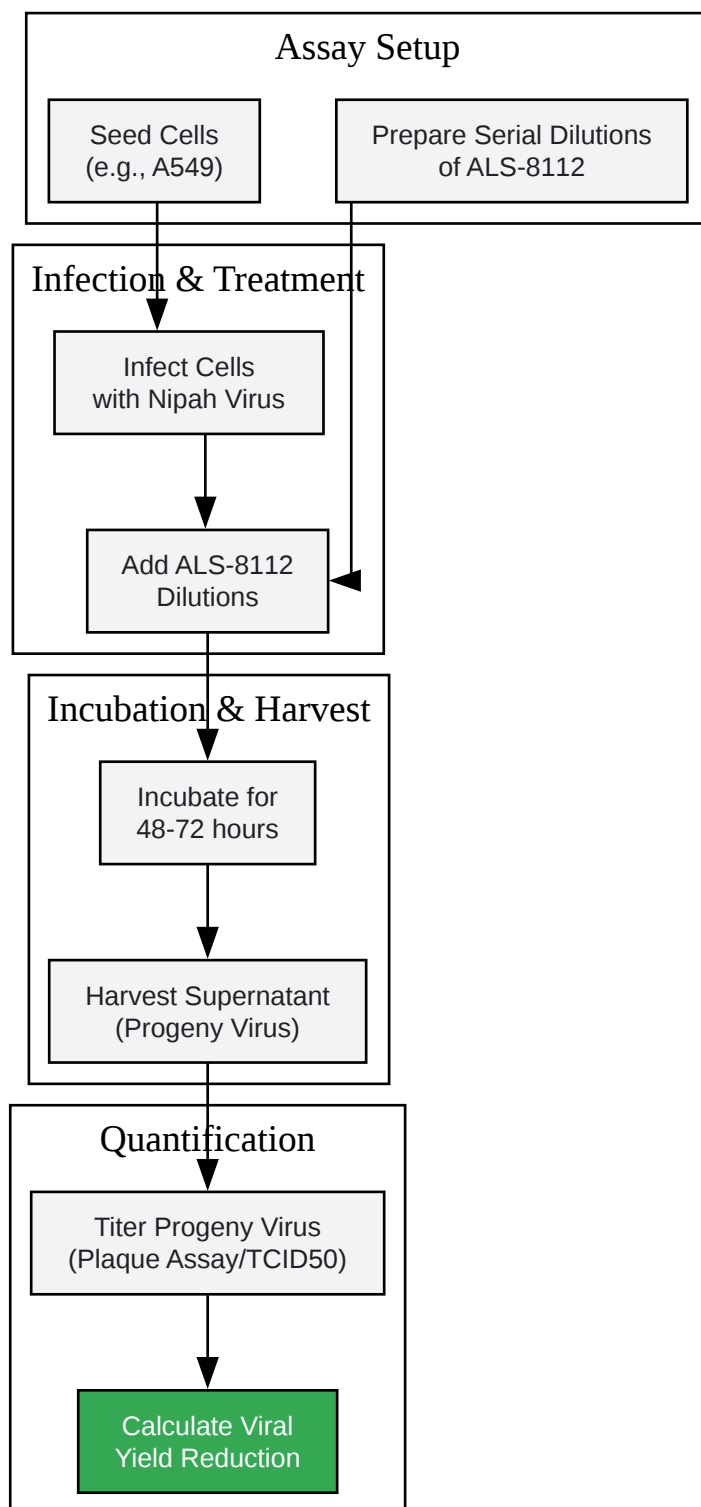 Assay Setup
Seed Cells
(e.g., A549)
Prepare Serial Dilutions
of ALS-8112
Infection & Treatment
Infect Cells
with Nipah Virus
Add ALS-8112
Dilutions
Incubation & Harvest
Incubate for
48-72 hours
Harvest Supernatant
(Progeny Virus)
Quantification
Titer Progeny Virus
(Plaque Assay/TCID50)
Calculate Viral
Yield Reduction